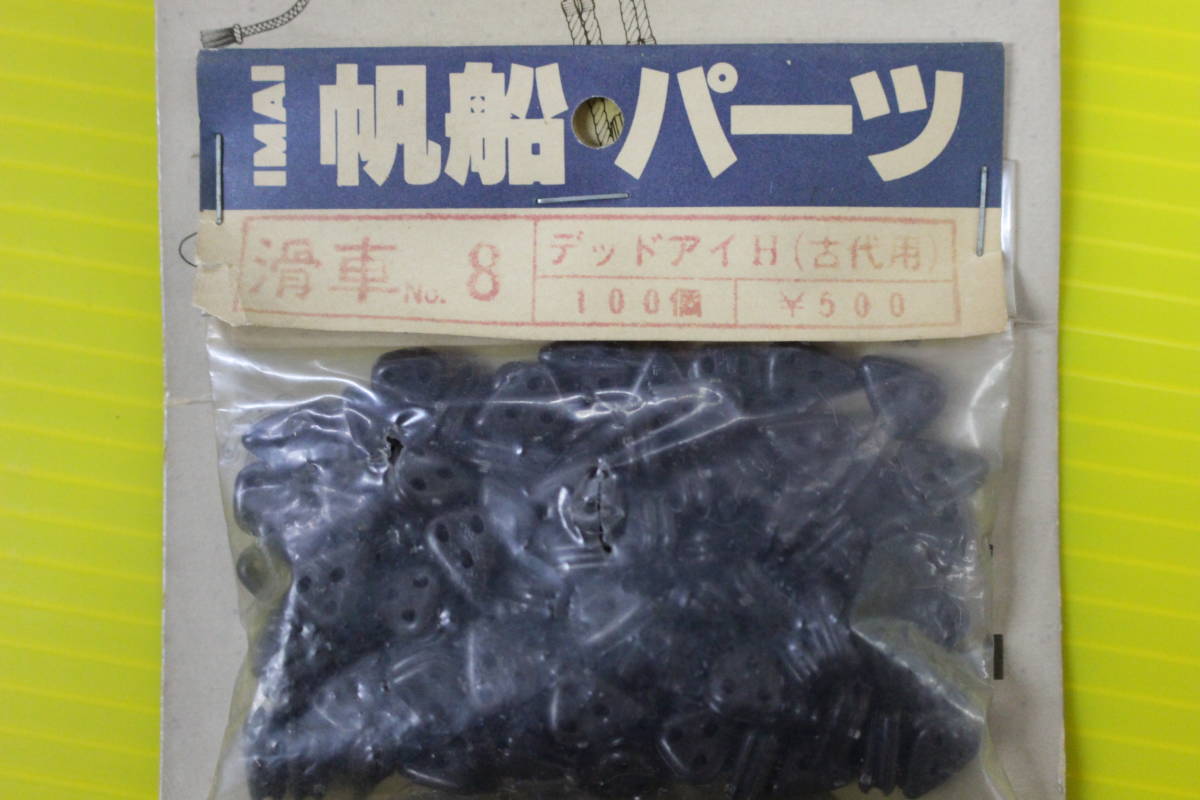 IMAI
帆船・パーツ
滑車 No. 8
デッドアイH(古代用)
100個 ¥500